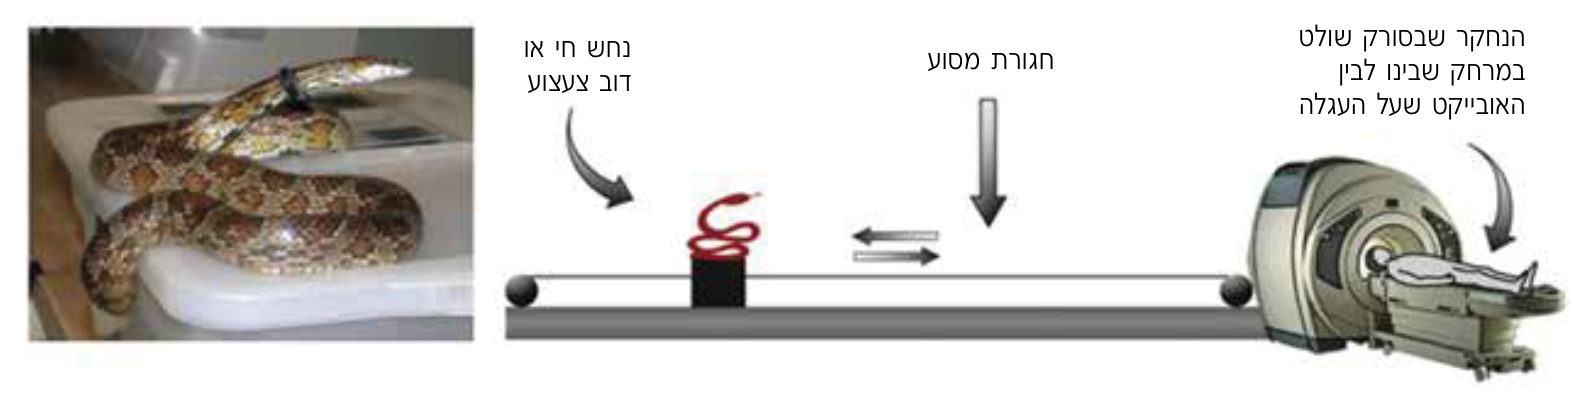 הנחקר שבסורק שולט
במרחק שבינו לבין
האובייקט שעל העגלה
חגורת מסוע
נחש חי או
דוב צעצוע